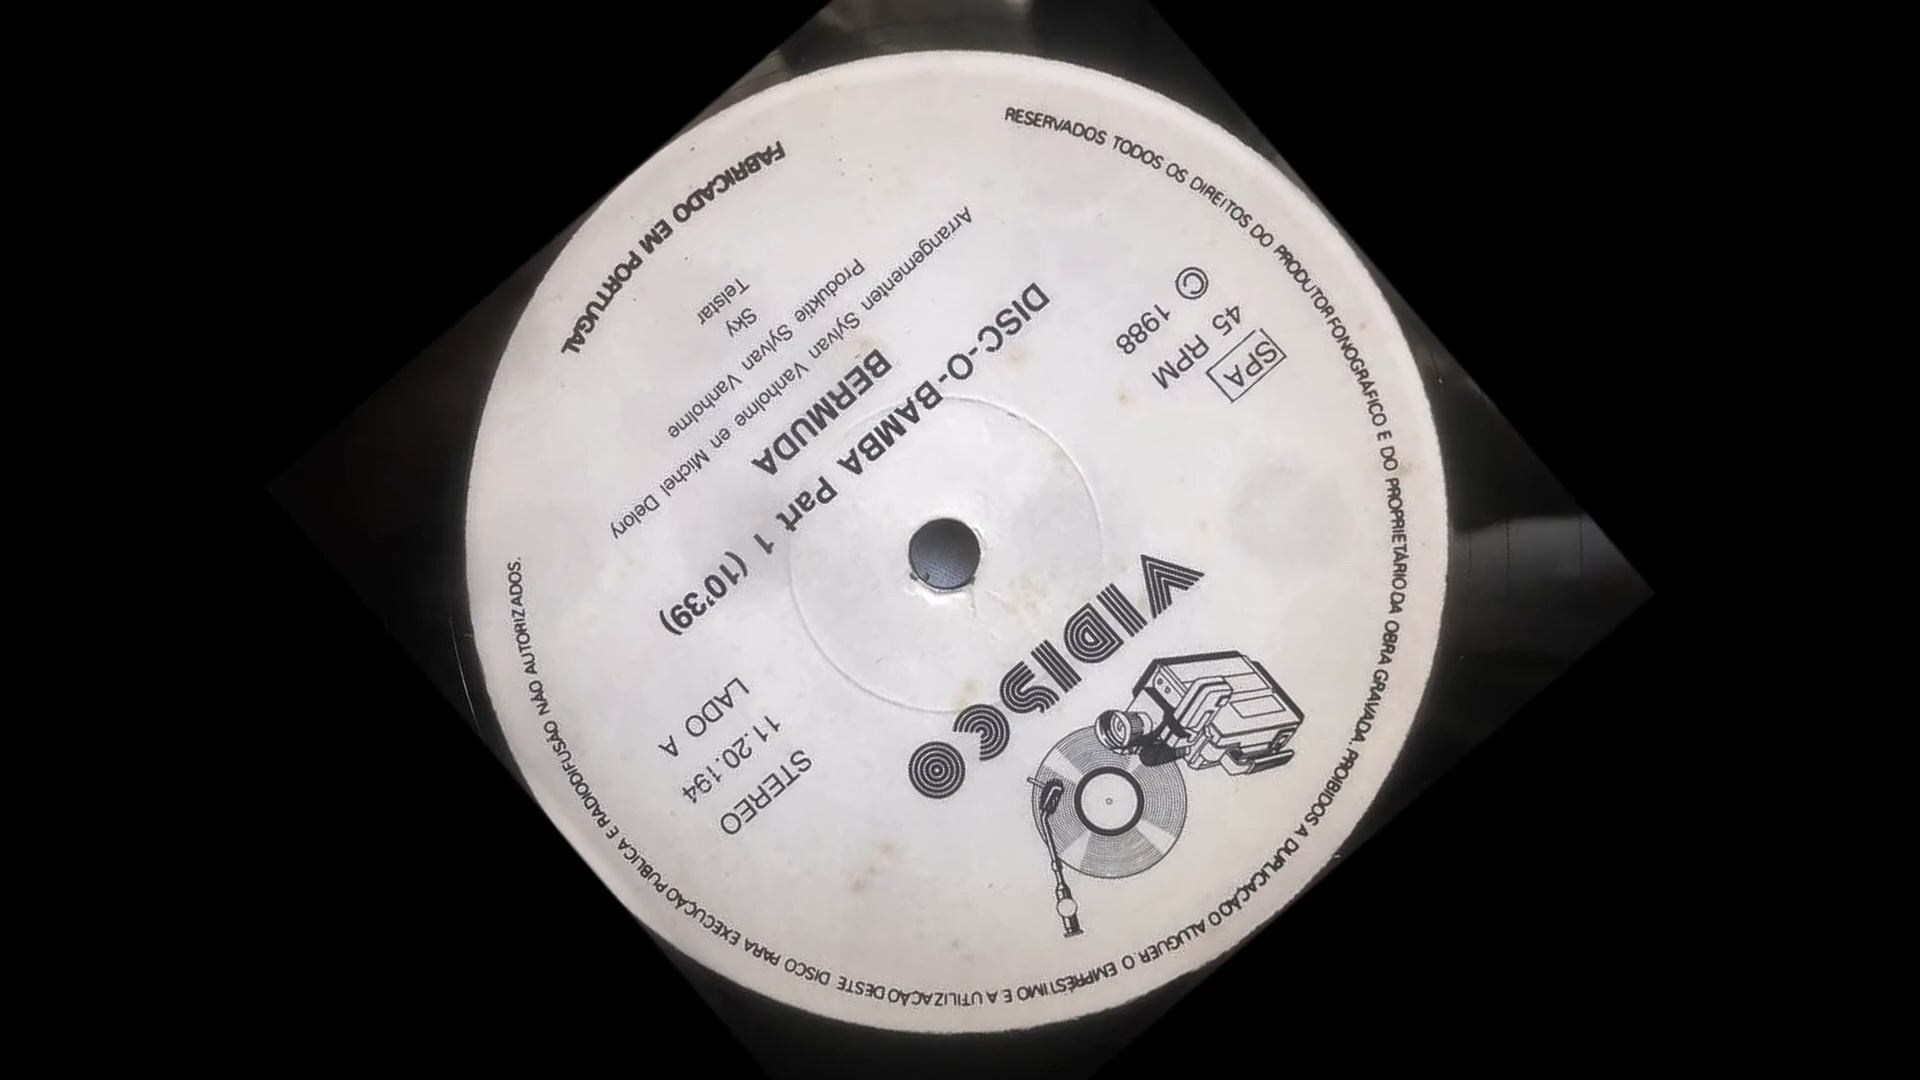 RESERVADOS TODOS OS DIREITOS DO PRODUTOR FONOGRÁFICO E DO PROPRIETÁRIO DA OBRA GRAVADA. PROIBIDOS A DUPLICAÇÃO O ALUGUER O EMPRÉSTIMO E A UTILIZAÇÃO DESTE DISCO PARA EXECUÇÃO PUBLICA E RADIODIFUSÃO NÃO AUTORIZADOS.
VIDISCO
SPA
45 RPM
© 1988
STEREO
11.20.194
LADO A
DISC-O-BAMBA Part 1 (10'39)
BERMUDA
Arrangementen Sylvan Vanholme en Michel Delory
Produktie Sylvan Vanholme
Sky
Telstar
FABRICADO EM PORTUGAL